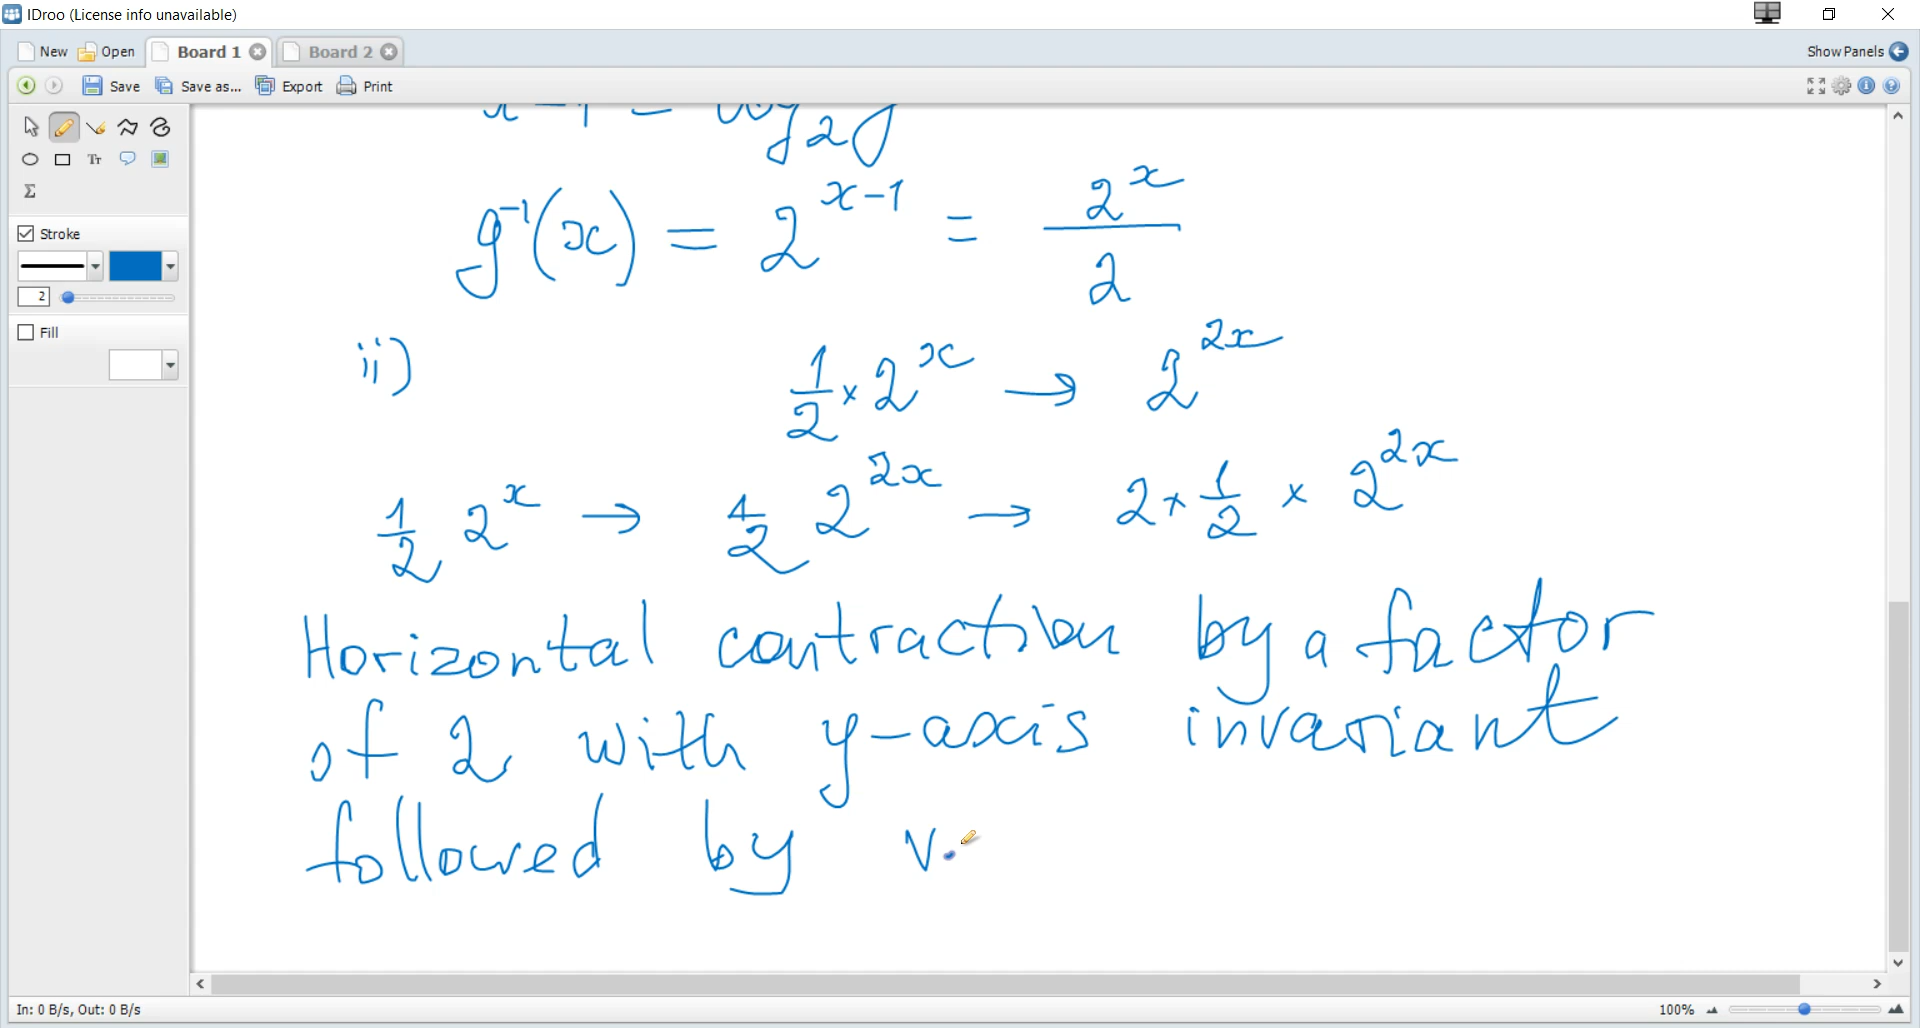 IDroo (License info unavailable)
New Open Board 1 Board 2 Show Panels
Save Save as... Export Print
x-1 = log₂y
g⁻¹(x) = 2^(x-1) = 2^x/2
ii) 1/2 × 2^x → 2^(2x)
1/2 2^x → 1/2 2^(2x) → 2 × 1/2 × 2^(2x)
Horizontal contraction by a factor
of 2 with y-axis invariant
followed by v
Tт
Σ
Stroke
2
Fill
In: 0 B/s, Out: 0 B/s 100%